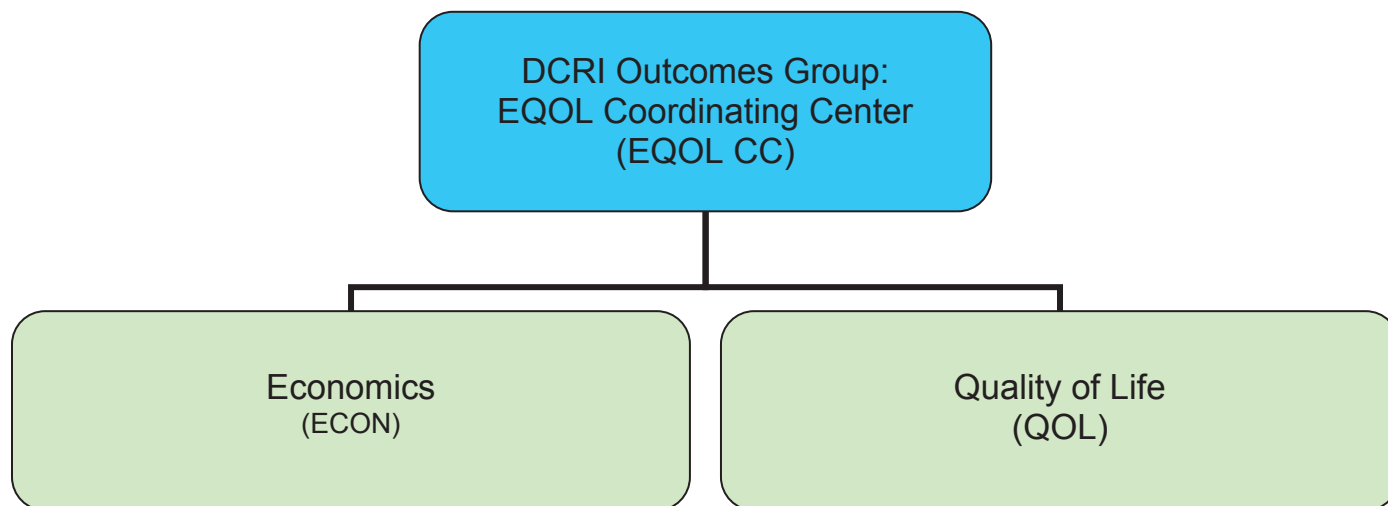 DCRI Outcomes Group:
EQOL Coordinating Center
(EQOL CC)
Economics
(ECON)
Quality of Life
(QOL)